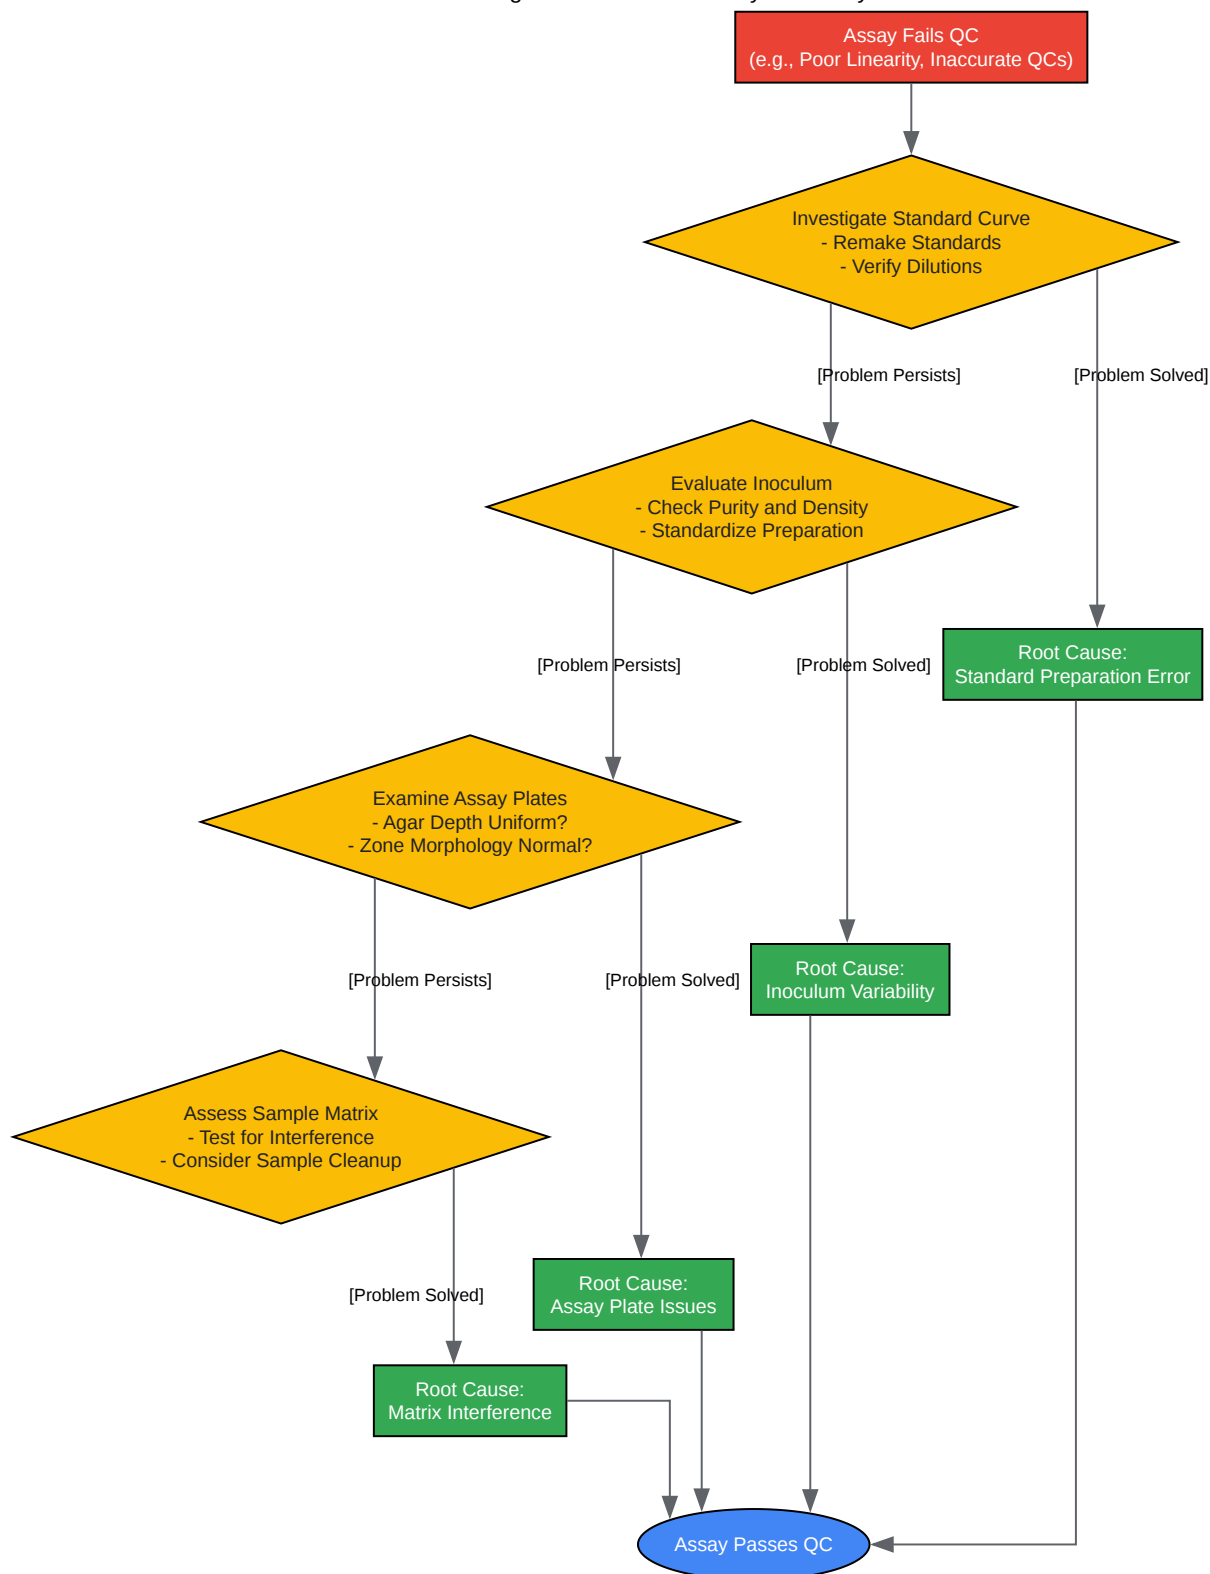 Assay Fails QC
(e.g., Poor Linearity, Inaccurate QCs)
Investigate Standard Curve
- Remake Standards
- Verify Dilutions
[Problem Persists]
[Problem Solved]
Evaluate Inoculum
- Check Purity and Density
- Standardize Preparation
[Problem Persists]
[Problem Solved]
Root Cause:
Standard Preparation Error
Examine Assay Plates
- Agar Depth Uniform?
- Zone Morphology Normal?
[Problem Persists]
[Problem Solved]
Root Cause:
Inoculum Variability
Assess Sample Matrix
- Test for Interference
- Consider Sample Cleanup
[Problem Solved]
Root Cause:
Assay Plate Issues
Root Cause:
Matrix Interference
Assay Passes QC